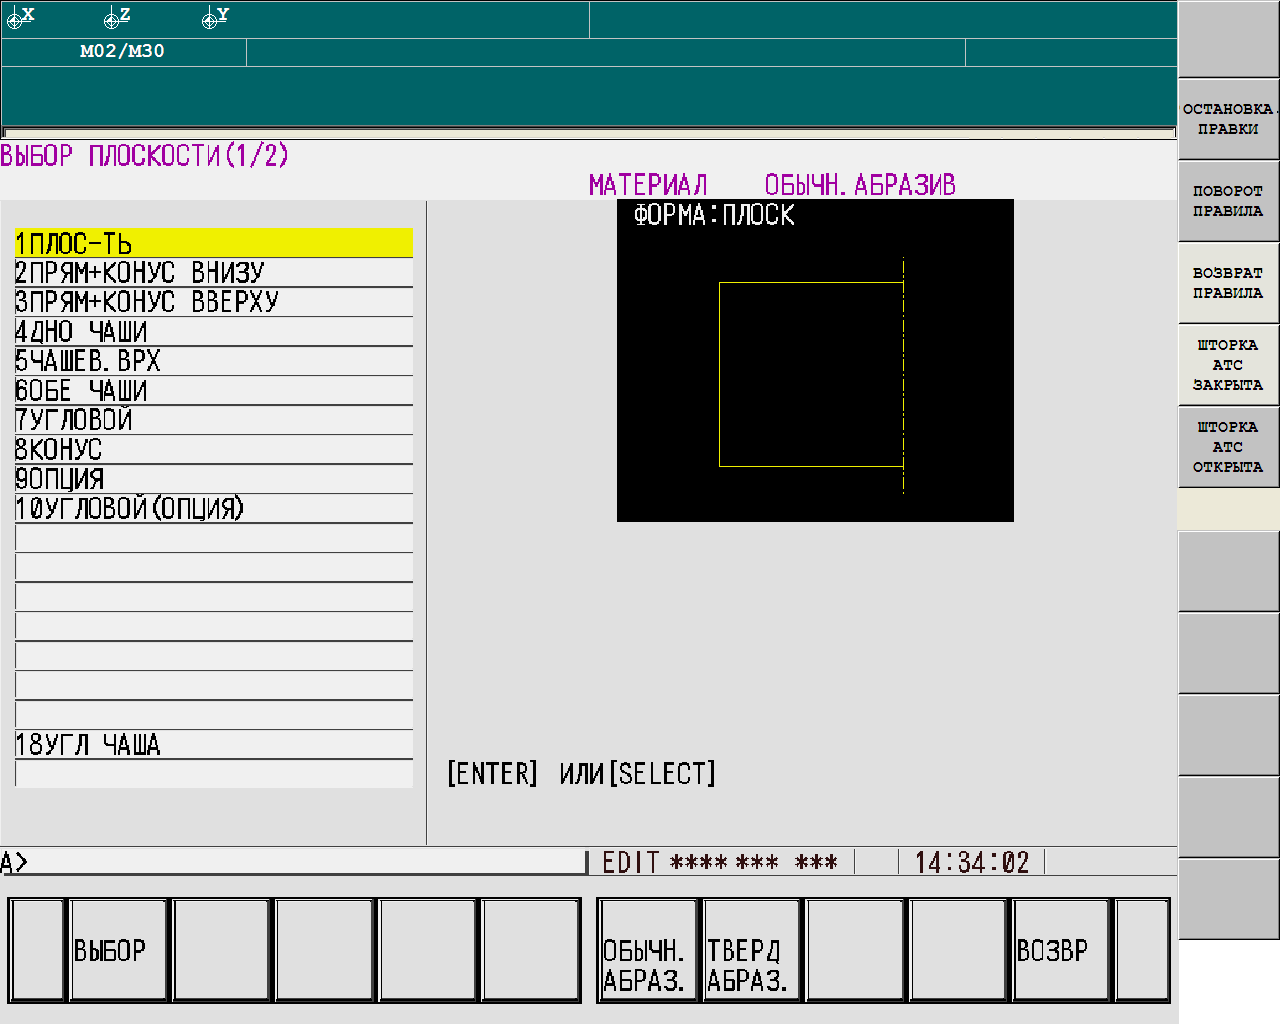 X Z Y
M02/M30
ВЫБОР ПЛОСКОСТИ(1/2)
МАТЕРИАЛ ОБЫЧН.АБРАЗИВ
ФОРМА:ПЛОСК
1ПЛОС-ТЬ
2ПРЯМ+КОНУС ВНИЗУ
3ПРЯМ+КОНУС ВВЕРХУ
4ДНО ЧАШИ
5ЧАШЕВ.ВРХ
6ОБЕ ЧАШИ
7УГЛОВОЙ
8КОНУС
9ОПЦИЯ
10УГЛОВОЙ(ОПЦИЯ)
18УГЛ ЧАША
[ENTER] ИЛИ[SELECT]
A>
EDIT **** *** *** 14:34:02
ВЫБОР
ОБЫЧН.
АБРАЗ.
ТВЕРД
АБРАЗ.
ВОЗВР
ОСТАНОВКА.
ПРАВКИ
ПОВОРОТ
ПРАВИЛА
ВОЗВРАТ
ПРАВИЛА
ШТОРКА
АТС
ЗАКРЫТА
ШТОРКА
АТС
ОТКРЫТА